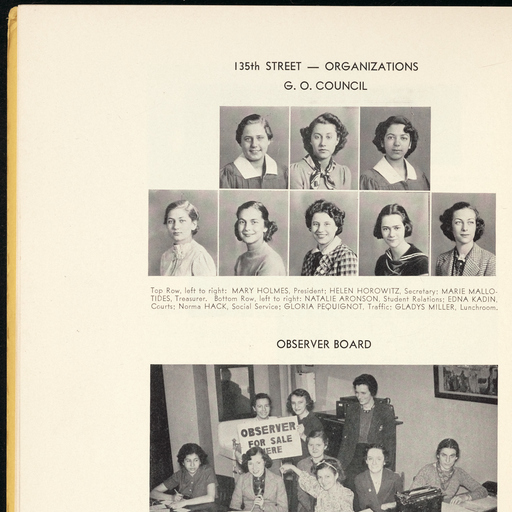 135th STREET — ORGANIZATIONS
G. O. COUNCIL
Top Row, left to right: MARY HOLMES, President; HELEN HOROWITZ, Secretary; MARIE MALLO-
TIDES, Treasurer. Bottom Row, left to right: NATALIE ARONSON, Student Relations; EDNA KADIN,
Courts; Norma HACK, Social Service; GLORIA PEQUIGNOT, Traffic; GLADYS MILLER, Lunchroom.
OBSERVER BOARD
OBSERVER
FOR SALE
HERE